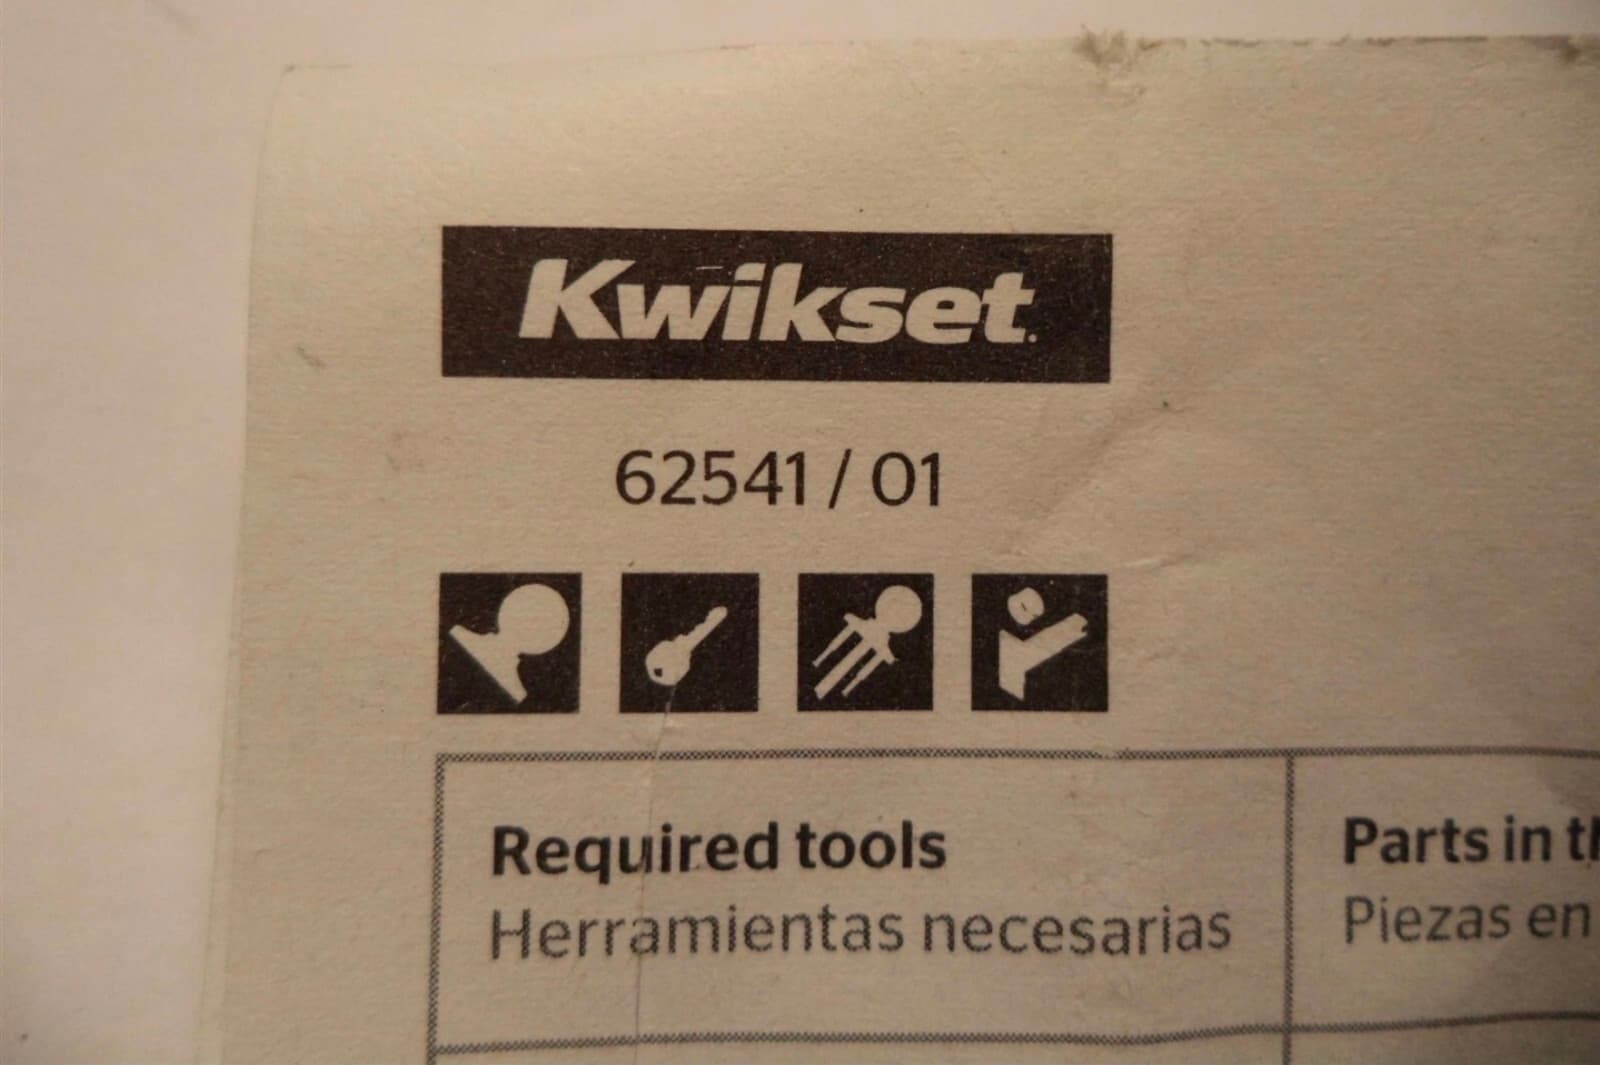 Kwikset
62541 / 01
Required tools
Herramientas necesarias
Parts in
Piezas en